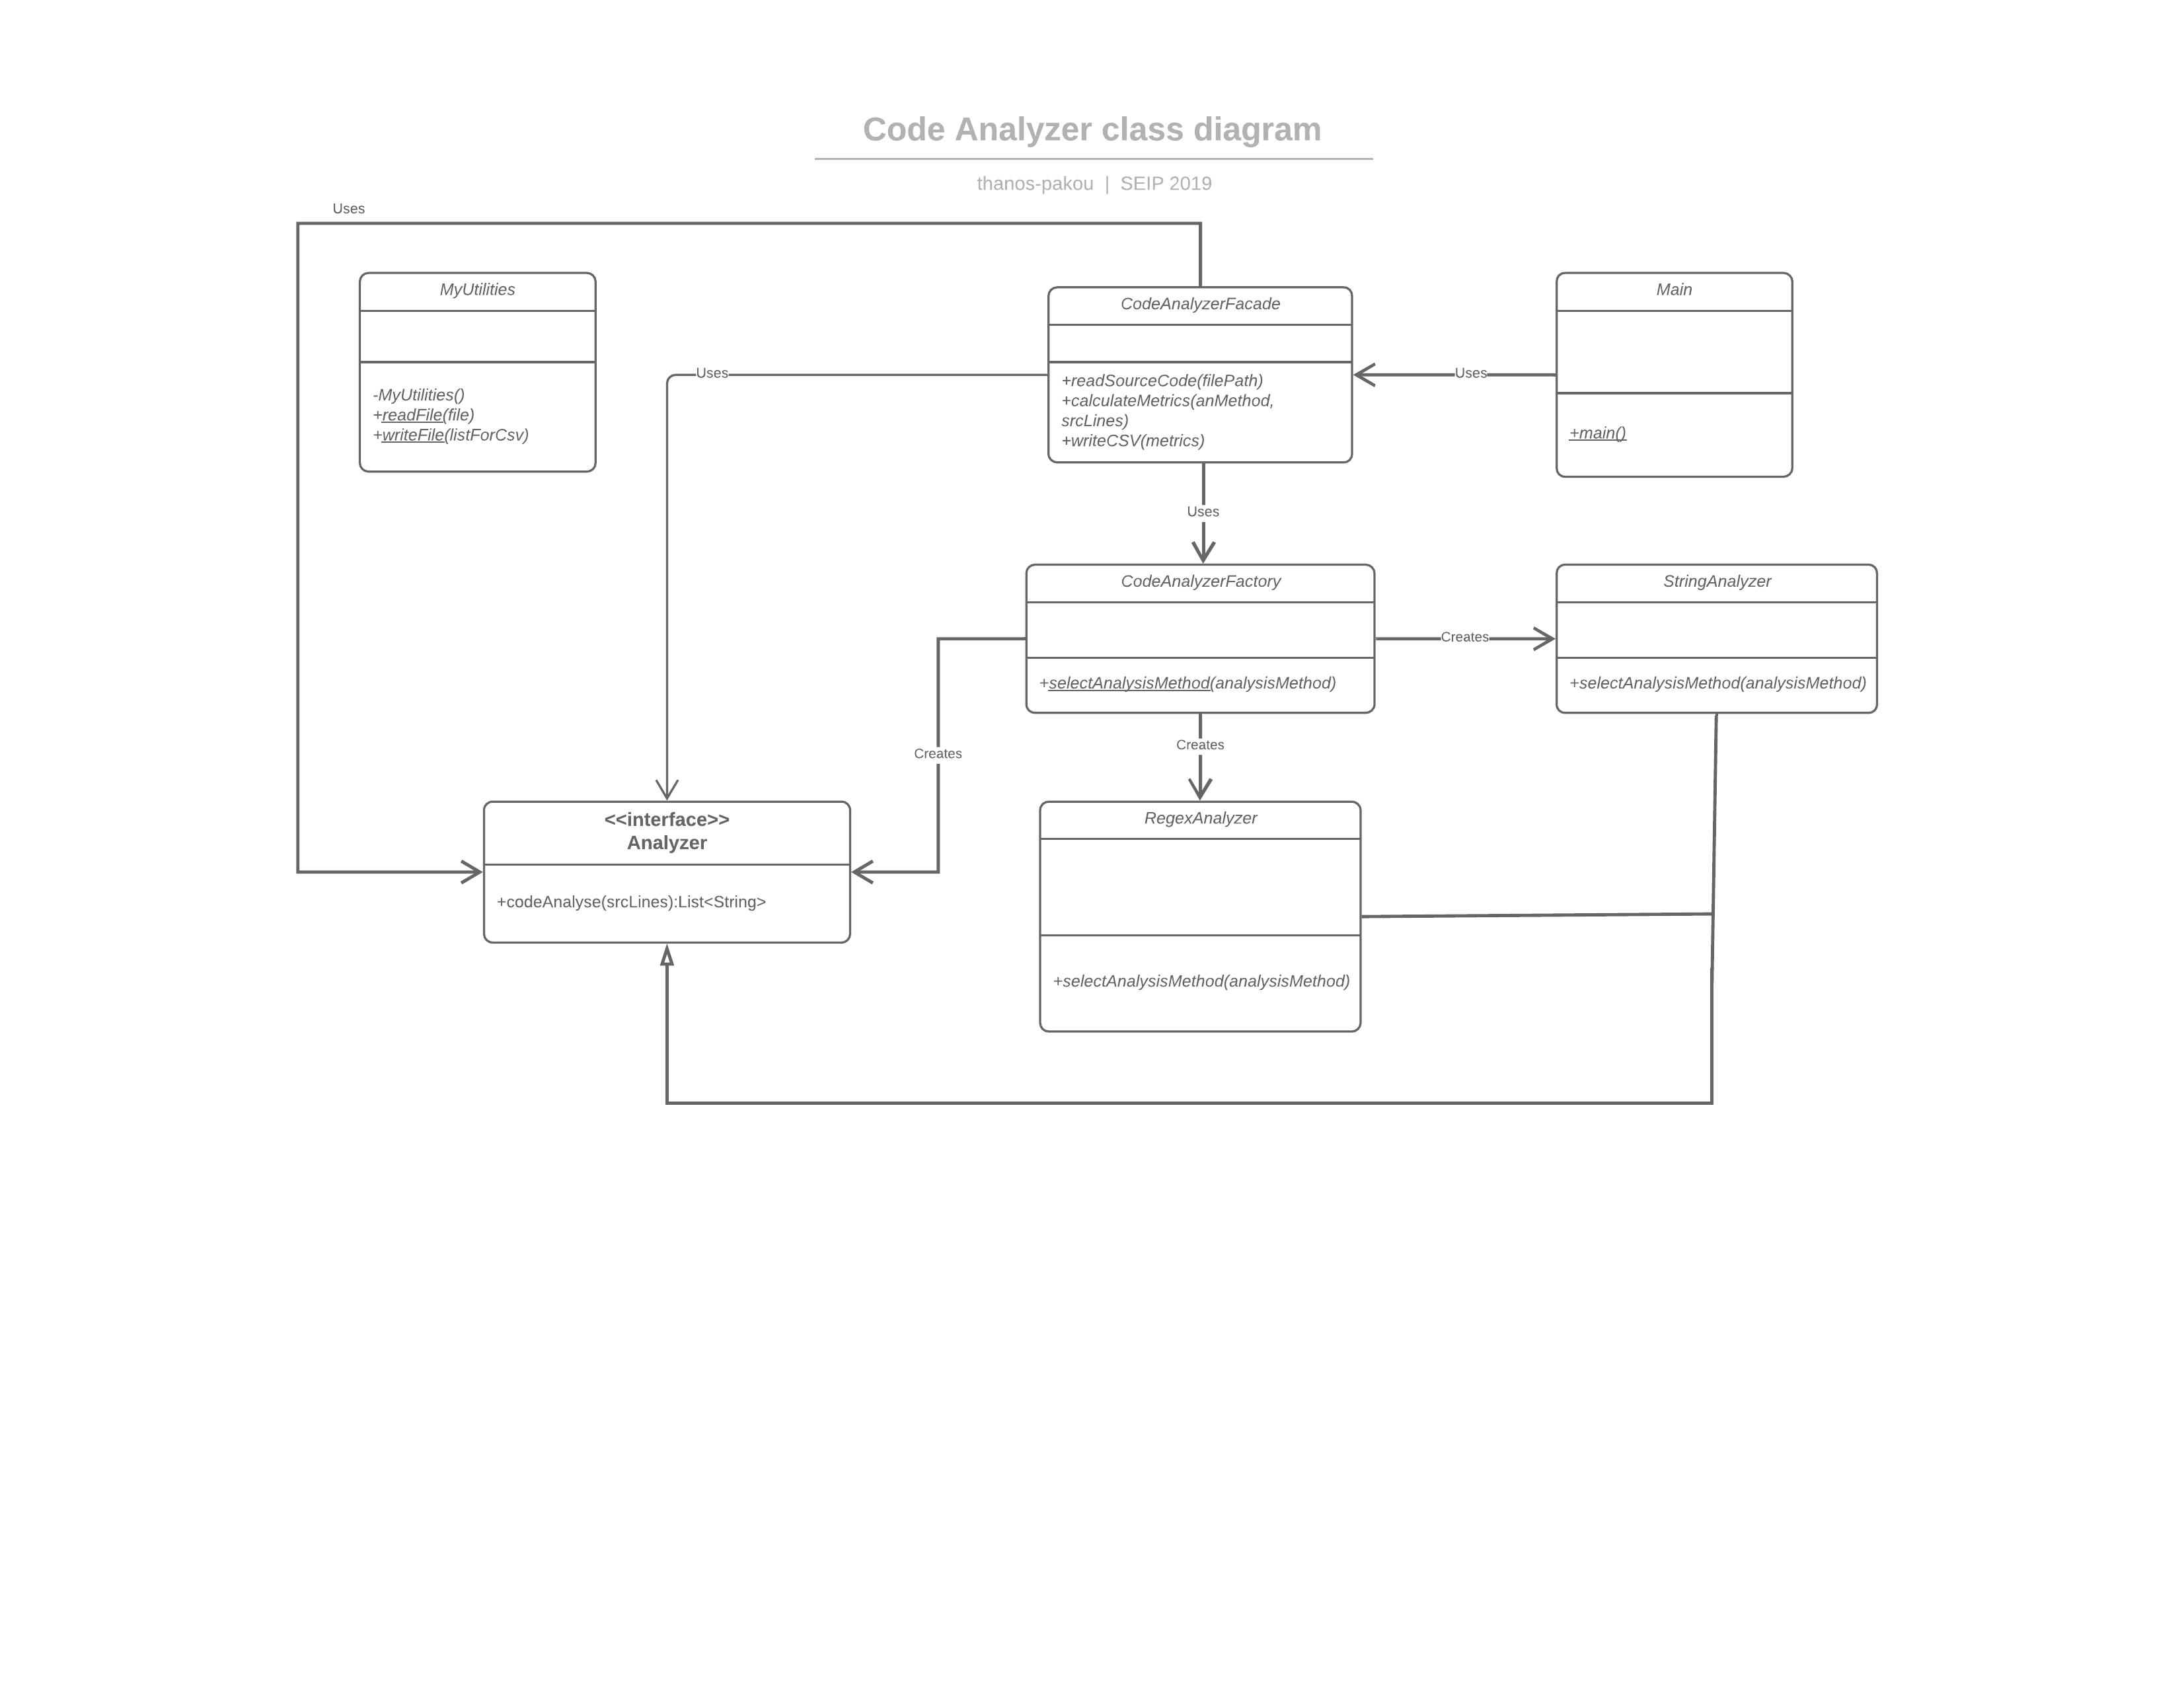 Code Analyzer class diagram
thanos-pakou | SEIP 2019
Uses
MyUtilities
-MyUtilities()
+readFile(file)
+writeFile(listForCsv)
CodeAnalyzerFacade
+readSourceCode(filePath)
+calculateMetrics(anMethod,
srcLines)
+writeCSV(metrics)
Main
+main()
Uses
Uses
Uses
CodeAnalyzerFactory
+selectAnalysisMethod(analysisMethod)
StringAnalyzer
+selectAnalysisMethod(analysisMethod)
Creates
Creates
Creates
<<interface>>
Analyzer
+codeAnalyse(srcLines):List<String>
RegexAnalyzer
+selectAnalysisMethod(analysisMethod)